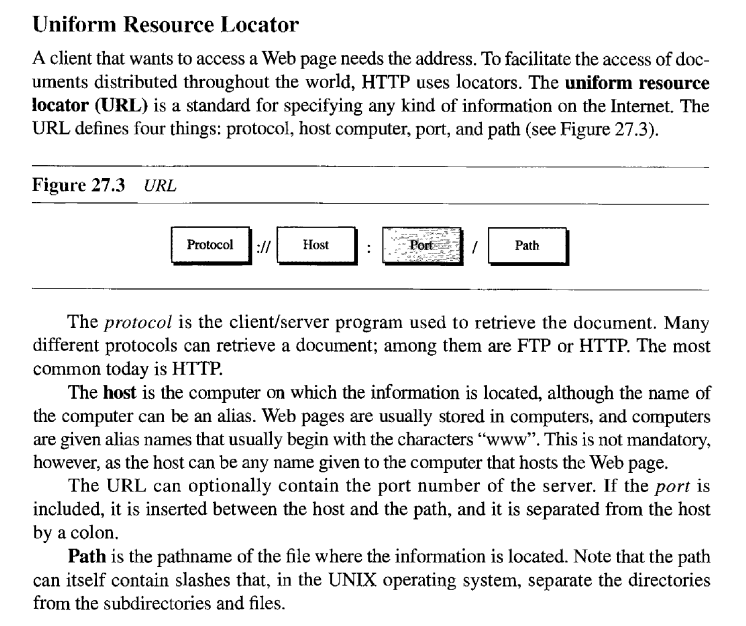 Uniform Resource Locator
A client that wants to access a Web page needs the address. To facilitate the access of doc-
uments distributed throughout the world, HTTP uses locators. The uniform resource
locator (URL) is a standard for specifying any kind of information on the Internet. The
URL defines four things: protocol, host computer, port, and path (see Figure 27.3).
Figure 27.3 URL
Protocol :// Host : Port / Path
The protocol is the client/server program used to retrieve the document. Many
different protocols can retrieve a document; among them are FTP or HTTP. The most
common today is HTTP.
The host is the computer on which the information is located, although the name of
the computer can be an alias. Web pages are usually stored in computers, and computers
are given alias names that usually begin with the characters “www”. This is not mandatory,
however, as the host can be any name given to the computer that hosts the Web page.
The URL can optionally contain the port number of the server. If the port is
included, it is inserted between the host and the path, and it is separated from the host
by a colon.
Path is the pathname of the file where the information is located. Note that the path
can itself contain slashes that, in the UNIX operating system, separate the directories
from the subdirectories and files.